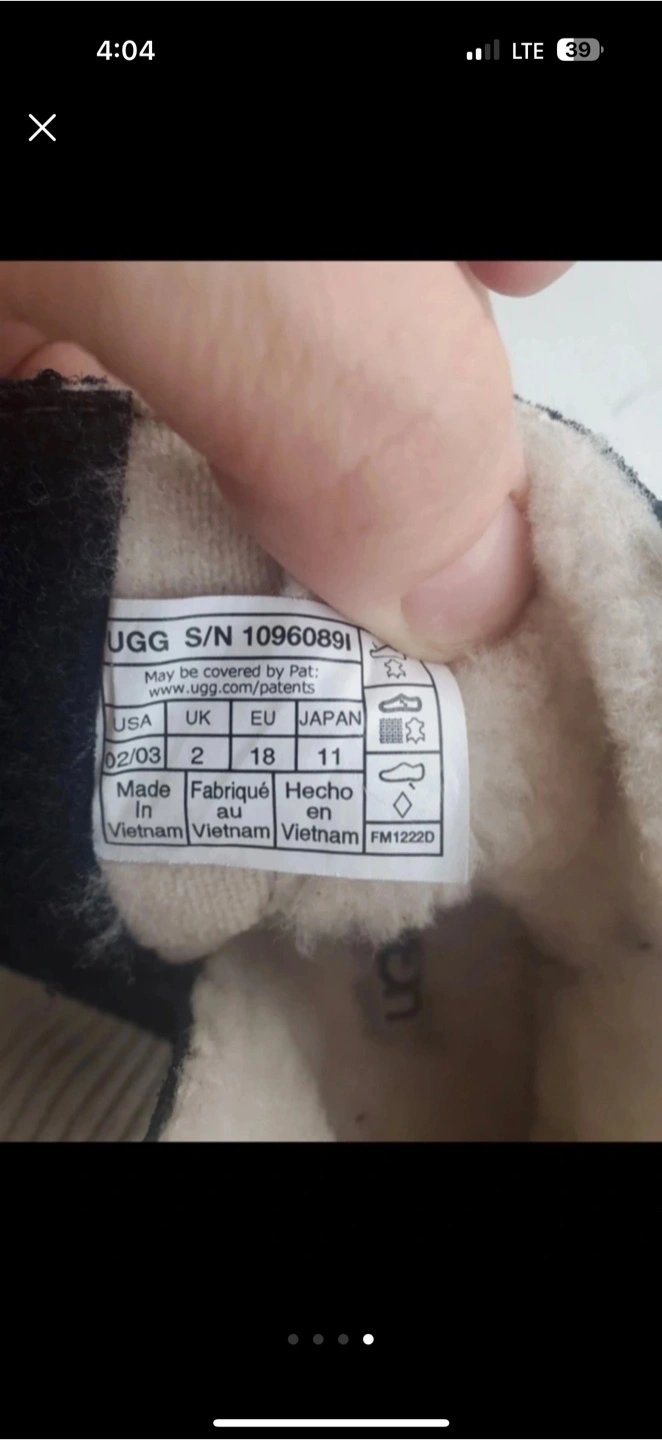 4:04 LTE 39
UGG S/N 1096089I
May be covered by Pat:
www.ugg.com/patents
USA UK EU JAPAN
02/03 2 18 11
Made Fabriqué Hecho
In au en
Vietnam Vietnam Vietnam
FM1222D
UGG